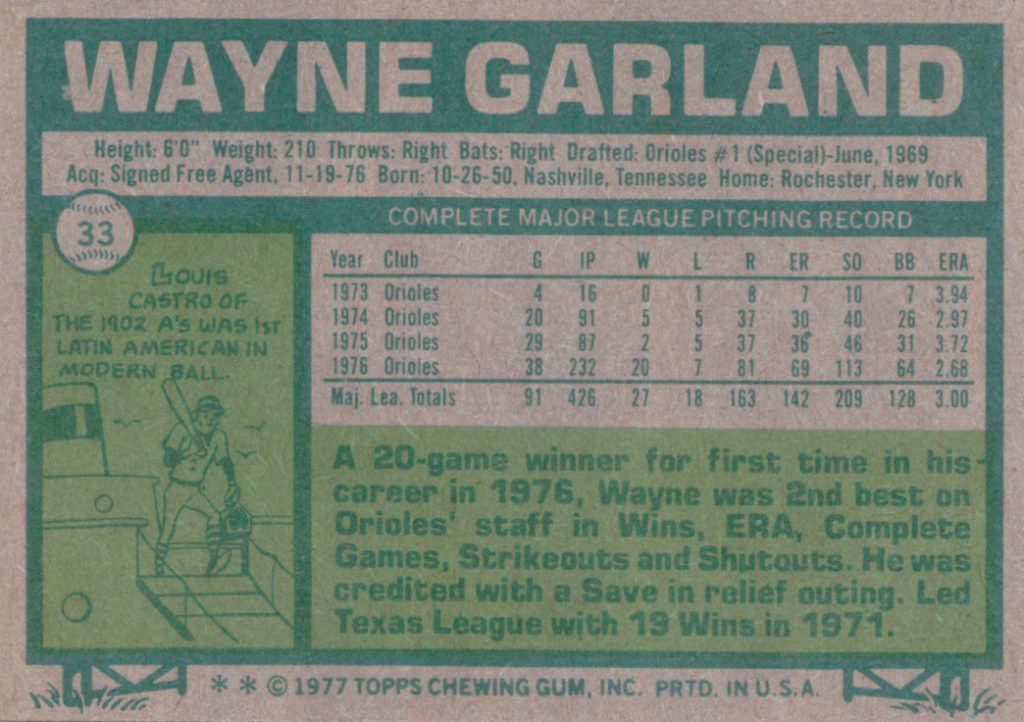 WAYNE GARLAND
Height: 6'0" Weight: 210 Throws: Right Bats: Right Drafted: Orioles #1 (Special)-June, 1969
Acq: Signed Free Agent, 11-19-76 Born: 10-26-50, Nashville, Tennessee Home: Rochester, New York
33
COMPLETE MAJOR LEAGUE PITCHING RECORD
LOUIS
CASTRO OF
THE 1902 A'S WAS 1ST
LATIN AMERICAN IN
MODERN BALL.
Year Club G IP W L R ER SO BB ERA
1973 Orioles 4 16 0 1 8 7 10 7 3.94
1974 Orioles 20 91 5 5 37 30 40 26 2.97
1975 Orioles 29 87 2 5 37 36 46 31 3.72
1976 Orioles 38 232 20 7 81 69 113 64 2.68
Maj. Lea. Totals 91 426 27 18 163 142 209 128 3.00
A 20-game winner for first time in his
career in 1976, Wayne was 2nd best on
Orioles' staff in Wins, ERA, Complete
Games, Strikeouts and Shutouts. He was
credited with a Save in relief outing. Led
Texas League with 19 Wins in 1971.
* * © 1977 TOPPS CHEWING GUM, INC. PRTD. IN U.S.A.